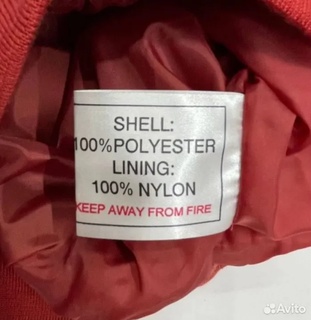 SHELL:
100%POLYESTER
LINING:
100% NYLON
KEEP AWAY FROM FIRE
Avito